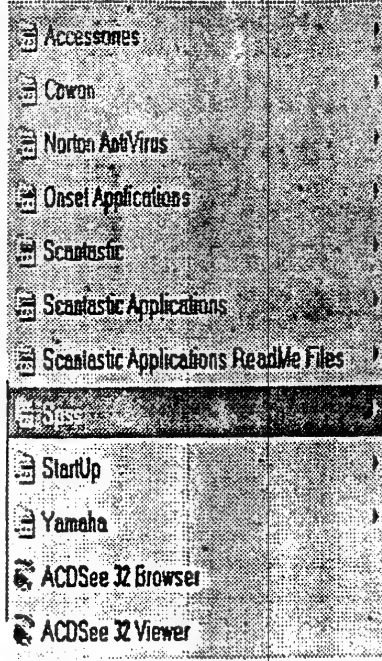 Accessories
Cowon
Norton AntiVirus
Onset Applications
Scantastic
Scantastic Applications
Scantastic Applications ReadMe Files
StartUp
Yamaha
ACDSee 32 Browser
ACDSee 32 Viewer